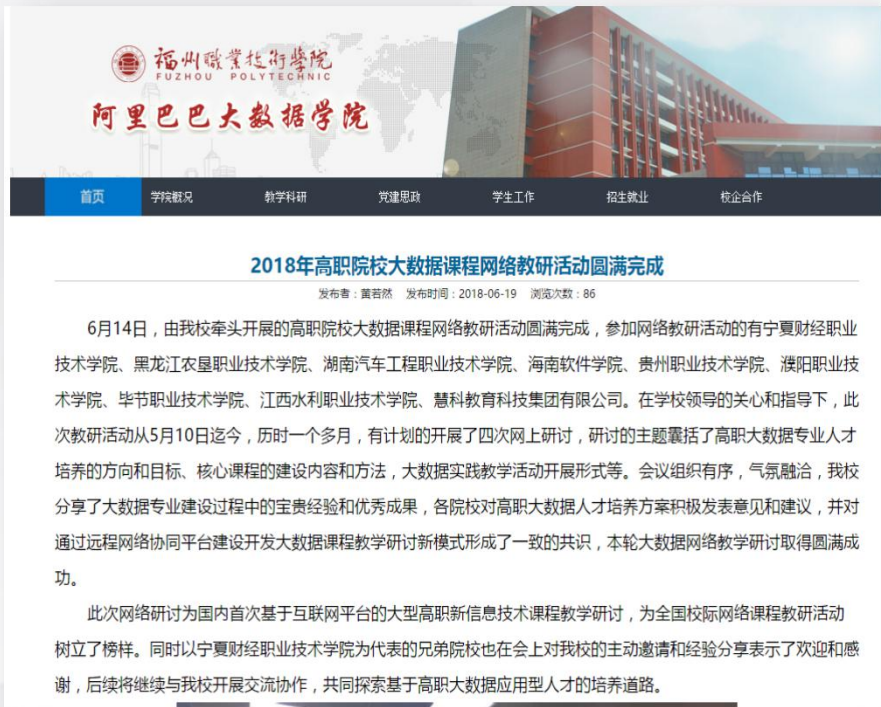 福州職業技術學院
FUZHOU POLYTECHNIC
阿里巴巴大数据学院
首页 学院概况 教学科研 党建思政 学生工作 招生就业 校企合作
2018年高职院校大数据课程网络教研活动圆满完成
发布者：黄若然 发布时间：2018-06-19 浏览次数：86
6月14日，由我校牵头开展的高职院校大数据课程网络教研活动圆满完成，参加网络教研活动的有宁夏财经职业
技术学院、黑龙江农垦职业技术学院、湖南汽车工程职业技术学院、海南软件学院、贵州职业技术学院、濮阳职业技
术学院、毕节职业技术学院、江西水利职业技术学院、慧科教育科技集团有限公司。在学校领导的关心和指导下，此
次教研活动从5月10日迄今，历时一个多月，有计划的开展了四次网上研讨，研讨的主题囊括了高职大数据专业人才
培养的方向和目标、核心课程的建设内容和方法，大数据实践教学活动开展形式等。会议组织有序，气氛融洽，我校
分享了大数据专业建设过程中的宝贵经验和优秀成果，各院校对高职大数据人才培养方案积极发表意见和建议，并对
通过远程网络协同平台建设开发大数据课程教学研讨新模式形成了一致的共识，本轮大数据网络教学研讨取得圆满成
功。
此次网络研讨为国内首次基于互联网平台的大型高职新信息技术课程教学研讨，为全国校际网络课程教研活动
树立了榜样。同时以宁夏财经职业技术学院为代表的兄弟院校也在会上对我校的主动邀请和经验分享表示了欢迎和感
谢，后续将继续与我校开展交流协作，共同探索基于高职大数据应用型人才的培养道路。